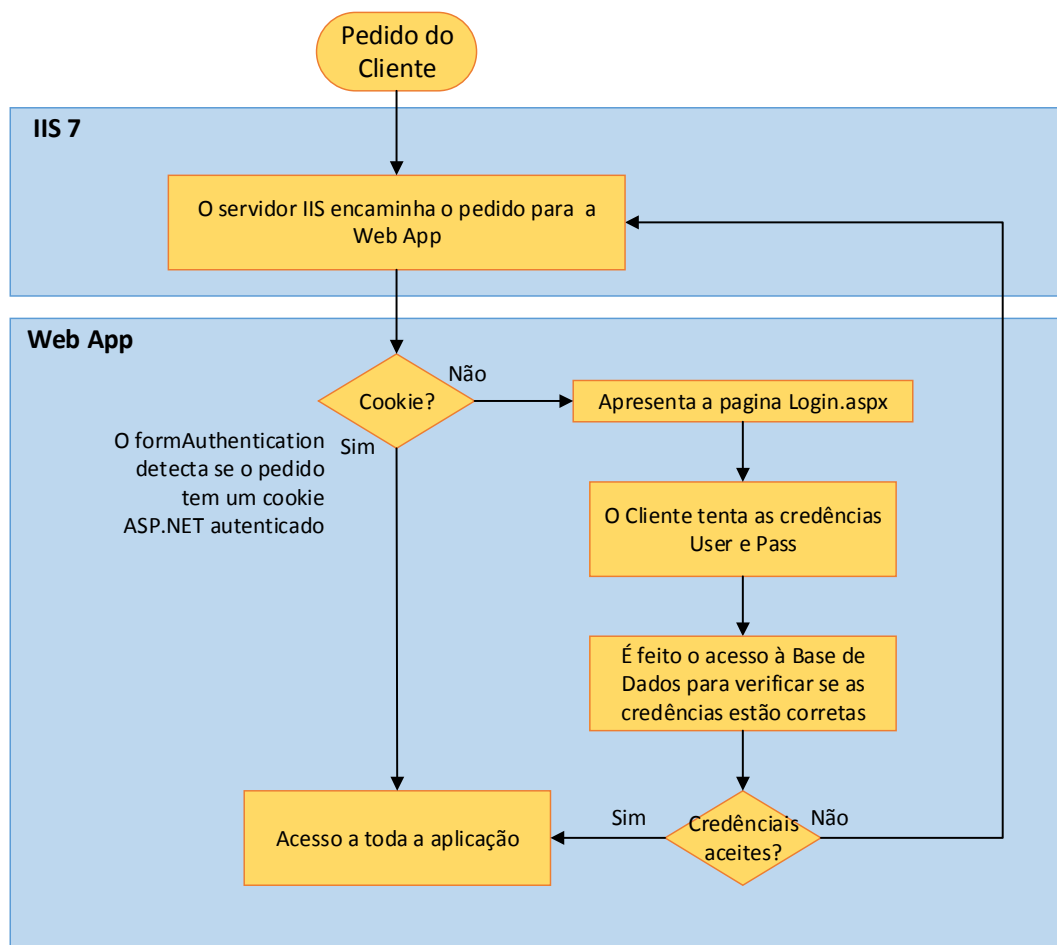 Pedido do
Cliente
IIS 7
O servidor IIS encaminha o pedido para a
Web App
Web App
Cookie?
Não
Apresenta a pagina Login.aspx
Sim
O formAuthentication
detecta se o pedido
tem um cookie
ASP.NET autenticado
O Cliente tenta as credências
User e Pass
É feito o acesso à Base de
Dados para verificar se as
credências estão corretas
Acesso a toda a aplicação
Sim
Credênciais
aceites?
Não